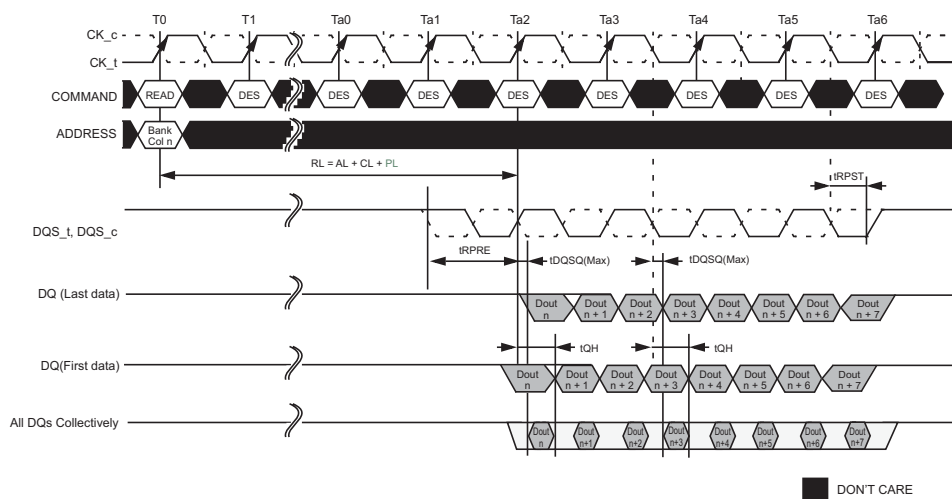 T0 T1 Ta0 Ta1 Ta2 Ta3 Ta4 Ta5 Ta6
CK_c
CK_t
COMMAND READ DES DES DES DES DES DES DES DES
ADDRESS Bank
Col n
RL = AL + CL + PL
tRPST
DQS_t, DQS_c
tRPRE tDQSQ(Max) tDQSQ(Max)
DQ (Last data) Dout n Dout n + 1 Dout n + 2 Dout n + 3 Dout n + 4 Dout n + 5 Dout n + 6 Dout n + 7
tQH tQH
DQ(First data) Dout n Dout n + 1 Dout n + 2 Dout n + 3 Dout n + 4 Dout n + 5 Dout n + 6 Dout n + 7
All DQs Collectively Dout n Dout n+1 Dout n+2 Dout n+3 Dout n+4 Dout n+5 Dout n+6 Dout n+7
DON'T CARE